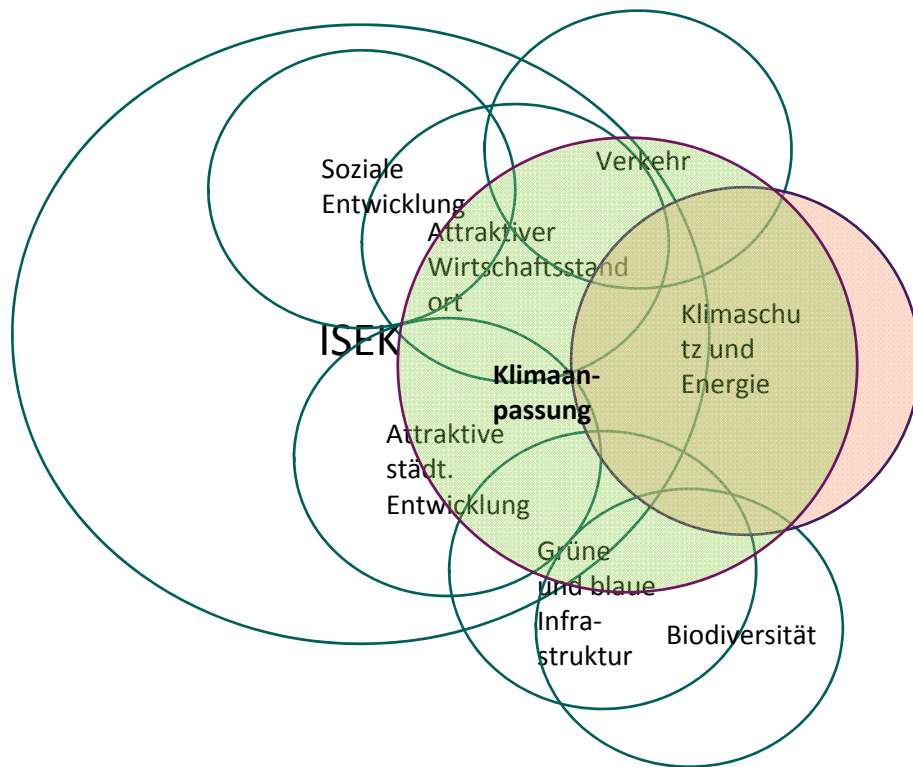 Verkehr
Soziale
Entwicklung
Attraktiver
Wirtschaftsstand
ort
Klimaschu
tz und
Energie
ISEK
Klimaan-
passung
Attraktive
städt.
Entwicklung
Grüne
und blaue
Infra-
struktur
Biodiversität